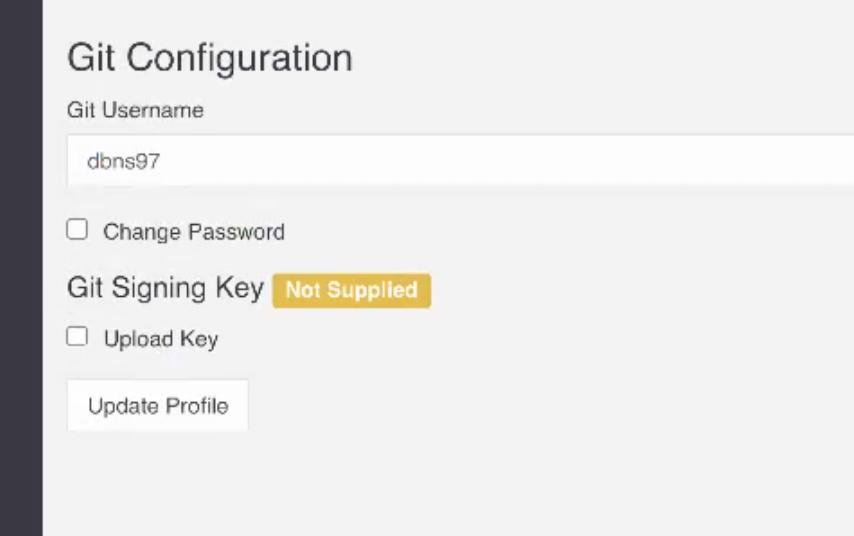 Git Configuration
Git Username
dbns97
Change Password
Git Signing Key Not Supplied
Upload Key
Update Profile